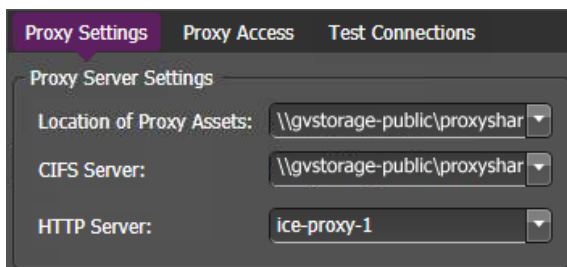 Proxy Settings Proxy Access Test Connections
Proxy Server Settings
Location of Proxy Assets: \\gvstorage-public\proxyshar
CIFS Server: \\gvstorage-public\proxyshar
HTTP Server: ice-proxy-1